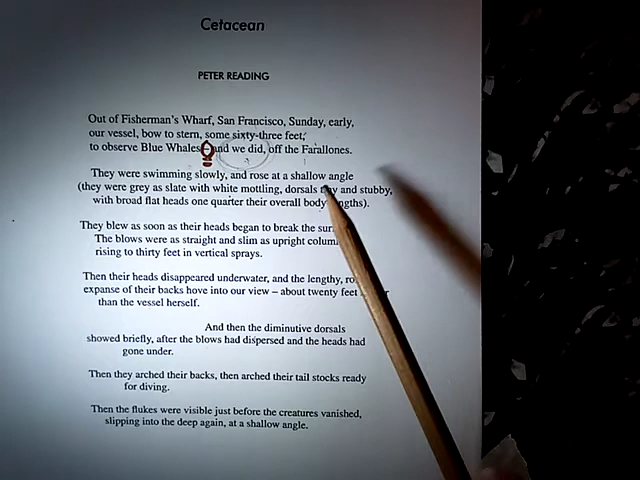 Cetacean
PETER READING
Out of Fisherman's Wharf, San Francisco, Sunday, early,
our vessel, bow to stern, some sixty-three feet,
to observe Blue Whales – and we did, off the Farallones.
They were swimming slowly, and rose at a shallow angle
(they were grey as slate with white mottling, dorsals and stubby,
with broad flat heads one quarter their overall body
They blew as soon as their heads began to break the
The blows were as straight and slim as upright
rising to thirty feet in vertical sprays.
Then their heads disappeared underwater, and the lengthy,
expanse of their backs hove into our view – about twenty feet
than the vessel herself.
And then the diminutive dorsals
showed briefly, after the blows had dispersed and the heads had
gone under.
Then they arched their backs, then arched their tail stocks ready
for diving.
Then the flukes were visible just before the creatures vanished,
slipping into the deep again, at a shallow angle.